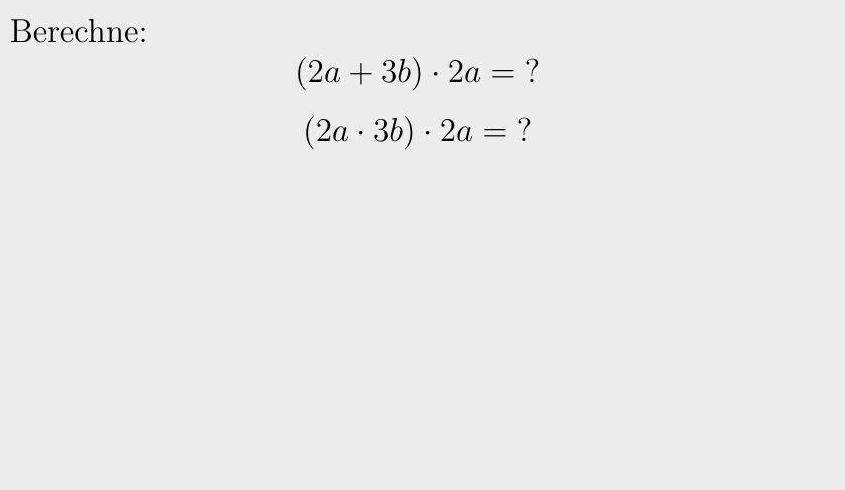 Berechne:
(2a + 3b) · 2a = ?
(2a · 3b) · 2a = ?